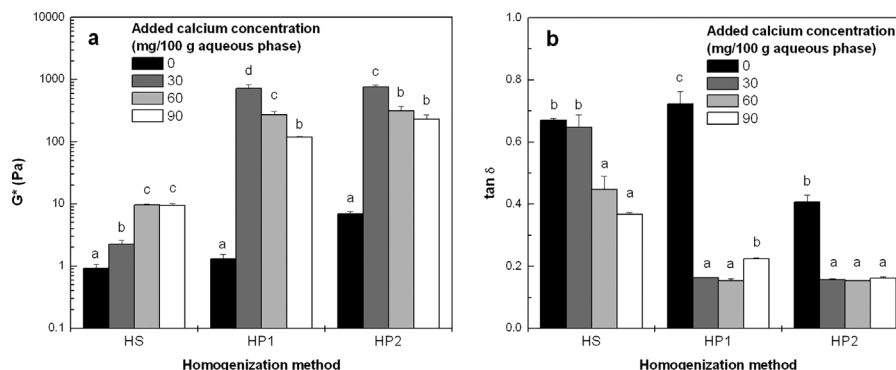 a
Added calcium concentration
(mg/100 g aqueous phase)
0
30
60
90
G* (Pa)
10000
1000
100
10
1
0.1
a
b
c
c
a
d
c
b
a
c
b
b
HS
HP1
HP2
Homogenization method
b
Added calcium concentration
(mg/100 g aqueous phase)
0
30
60
90
tan δ
1.0
0.8
0.6
0.4
0.2
0.0
b
b
a
a
c
a
a
b
b
a
a
a
HS
HP1
HP2
Homogenization method